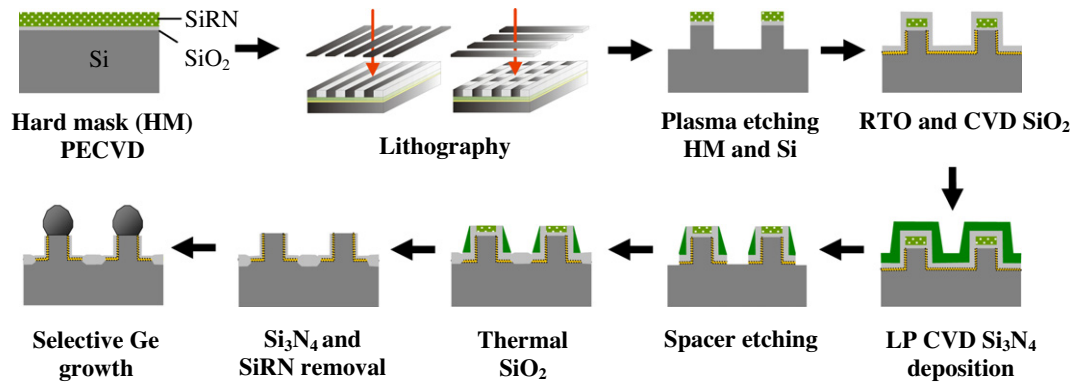 SiRN
Si
SiO₂
Hard mask (HM)
PECVD
Lithography
Plasma etching
HM and Si
RTO and CVD SiO₂
LP CVD Si₃N₄
deposition
Spacer etching
Thermal
SiO₂
Si₃N₄ and
SiRN removal
Selective Ge
growth